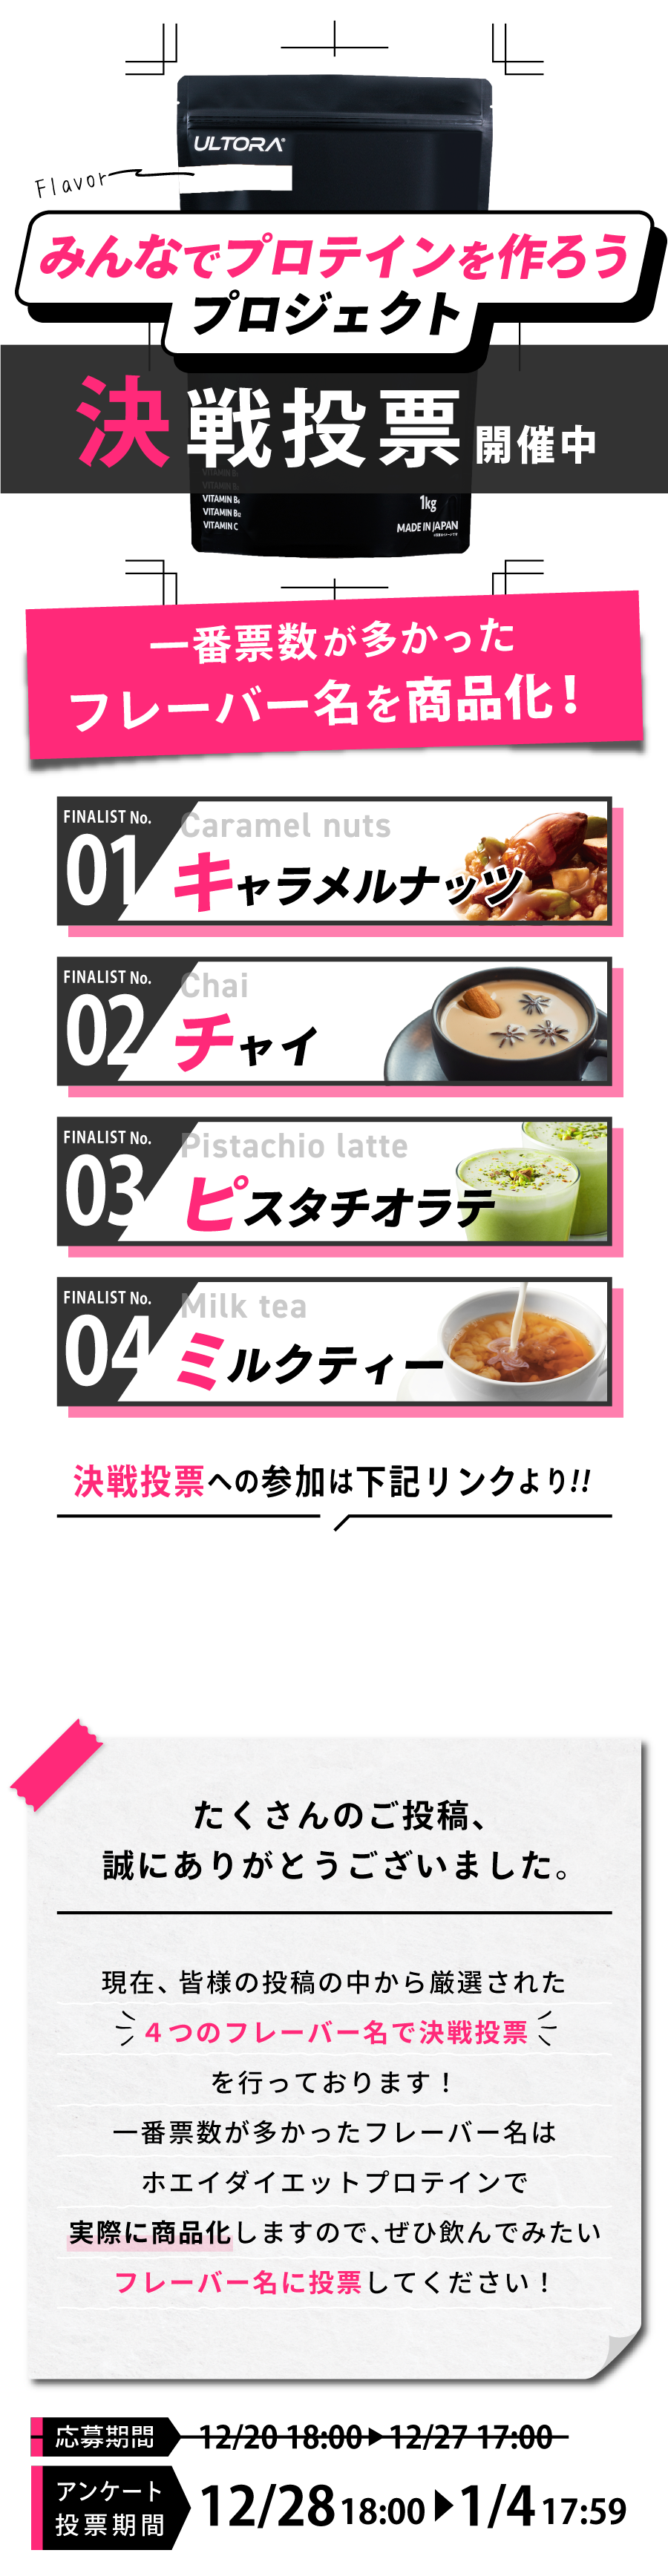 ULTORA®
Flavor
みんなでプロテインを作ろう
プロジェクト
決戦投票開催中
VITAMIN B₆
VITAMIN B₁₂
VITAMIN C
1kg
MADE IN JAPAN
一番票数が多かった
フレーバー名を商品化！
FINALIST No.
01
Caramel nuts
キャラメルナッツ
FINALIST No.
02
Chai
チャイ
FINALIST No.
03
Pistachio latte
ピスタチオラテ
FINALIST No.
04
Milk tea
ミルクティー
決戦投票への参加は下記リンクより!!
たくさんのご投稿、
誠にありがとうございました。
現在、皆様の投稿の中から厳選された
４つのフレーバー名で決戦投票
を行っております！
一番票数が多かったフレーバー名は
ホエイダイエットプロテインで
実際に商品化しますので、ぜひ飲んでみたい
フレーバー名に投票してください！
応募期間 12/20 18:00▶12/27 17:00
アンケート
投票期間
12/28 18:00▶1/4 17:59